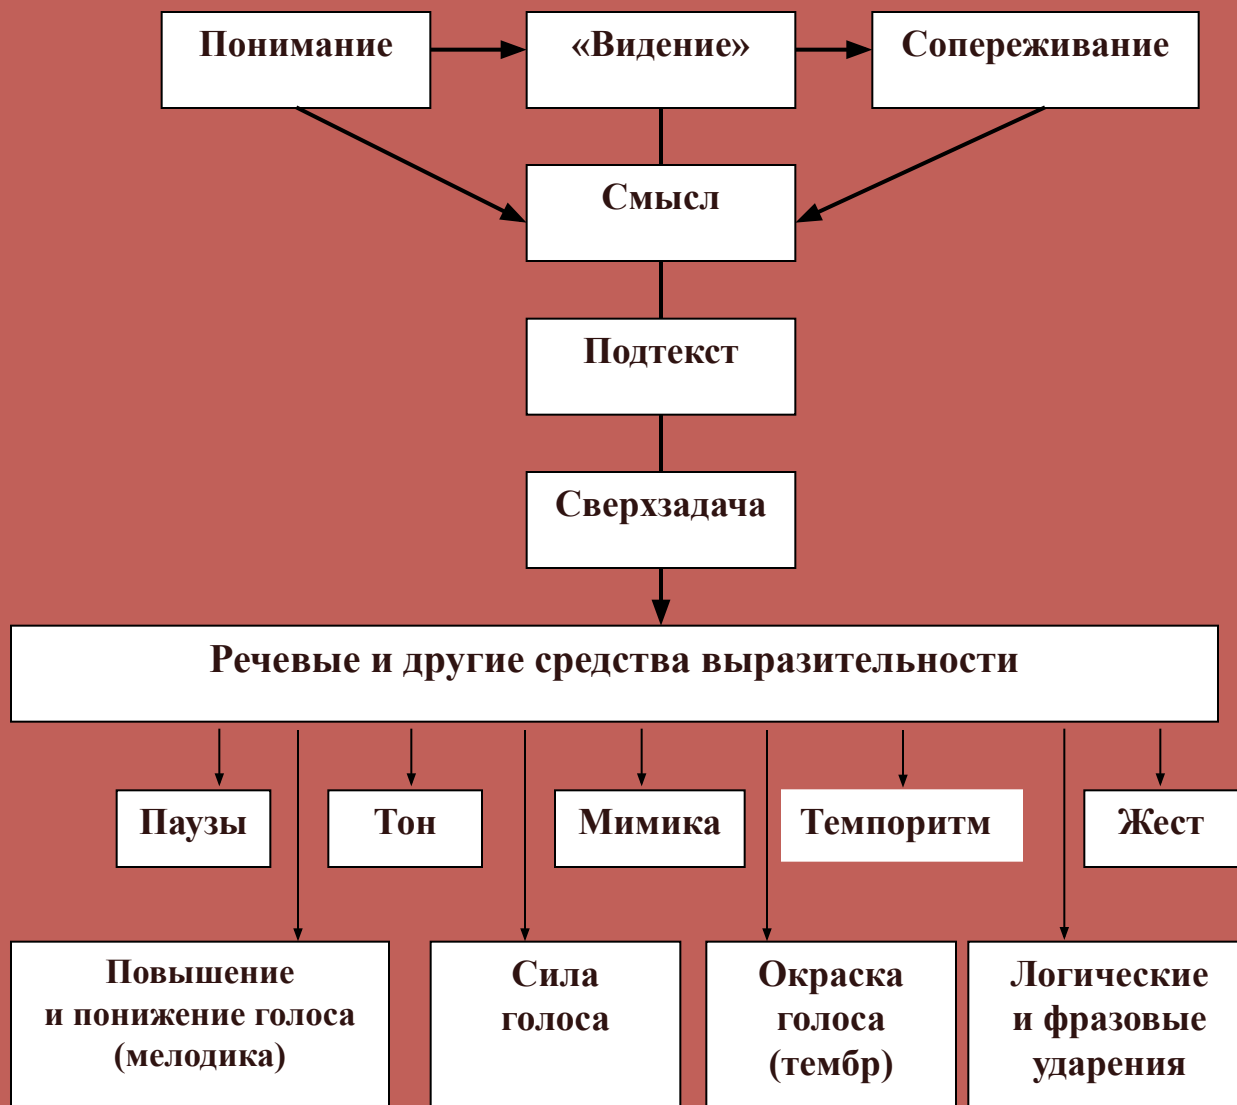 Понимание
«Видение»
Сопереживание
Смысл
Подтекст
Сверхзадача
Речевые и другие средства выразительности
Паузы
Тон
Мимика
Темпоритм
Жест
Повышение
и понижение голоса
(мелодика)
Сила
голоса
Окраска
голоса
(тембр)
Логические
и фразовые
ударения